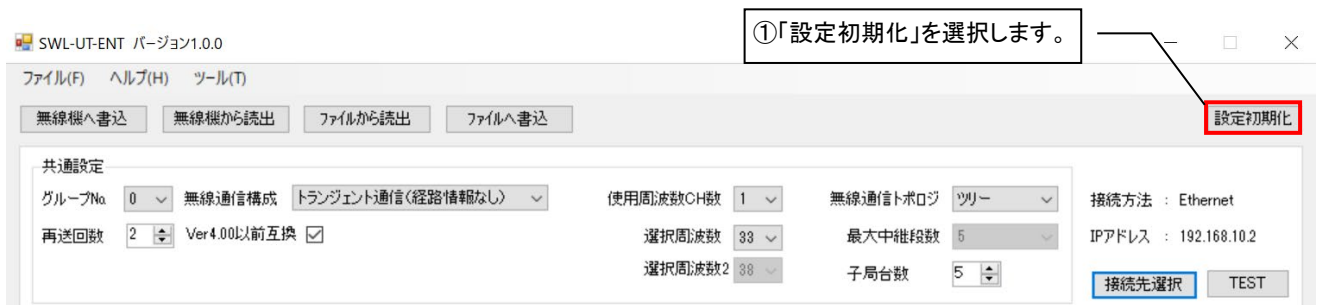 ①「設定初期化」を選択します。
SWL-UT-ENT バージョン1.0.0
ファイル(F) ヘルプ(H) ツール(T)
無線機へ書込 無線機から読出 ファイルから読出 ファイルへ書込 設定初期化
共通設定
グループNo. 0 無線通信構成 トランジェント通信(経路情報なし) 使用周波数CH数 1 無線通信トポロジ ツリー 接続方法 : Ethernet
再送回数 2 Ver4.00以前互換 選択周波数 33 最大中継段数 5 IPアドレス : 192.168.10.2
選択周波数2 38 子局台数 5 接続先選択 TEST